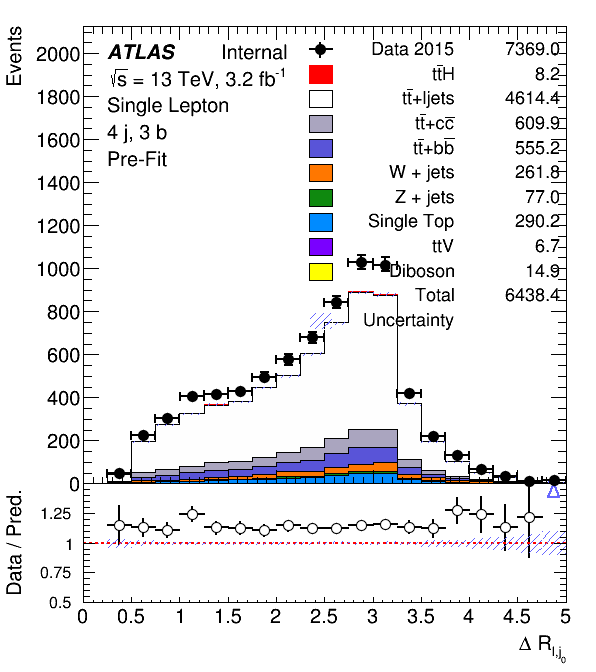 ATLAS Internal
√s = 13 TeV, 3.2 fb⁻¹
Single Lepton
4 j, 3 b
Pre-Fit
Data 2015 7369.0
tt̄H 8.2
tt̄+ljets 4614.4
tt̄+cc̄ 609.9
tt̄+bb̄ 555.2
W + jets 261.8
Z + jets 77.0
Single Top 290.2
ttV 6.7
Diboson 14.9
Total 6438.4
Uncertainty
Events
2000
1800
1600
1400
1200
1000
800
600
400
200
0
Data / Pred.
1.25
1
0.75
0.5
0 0.5 1 1.5 2 2.5 3 3.5 4 4.5 5
Δ R_l,j₀